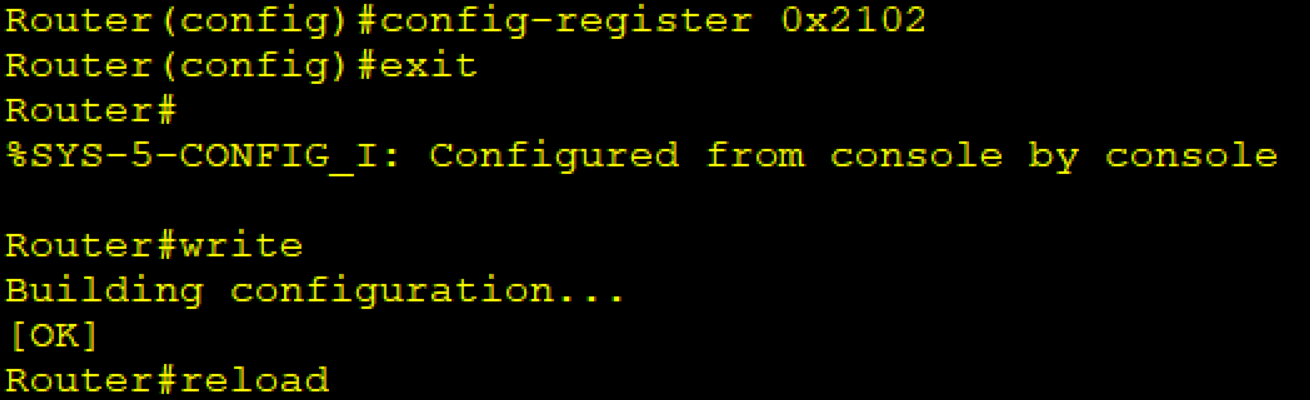 Router(config)#config-register 0x2102
Router(config)#exit
Router#
%SYS-5-CONFIG_I: Configured from console by console
Router#write
Building configuration...
[OK]
Router#reload